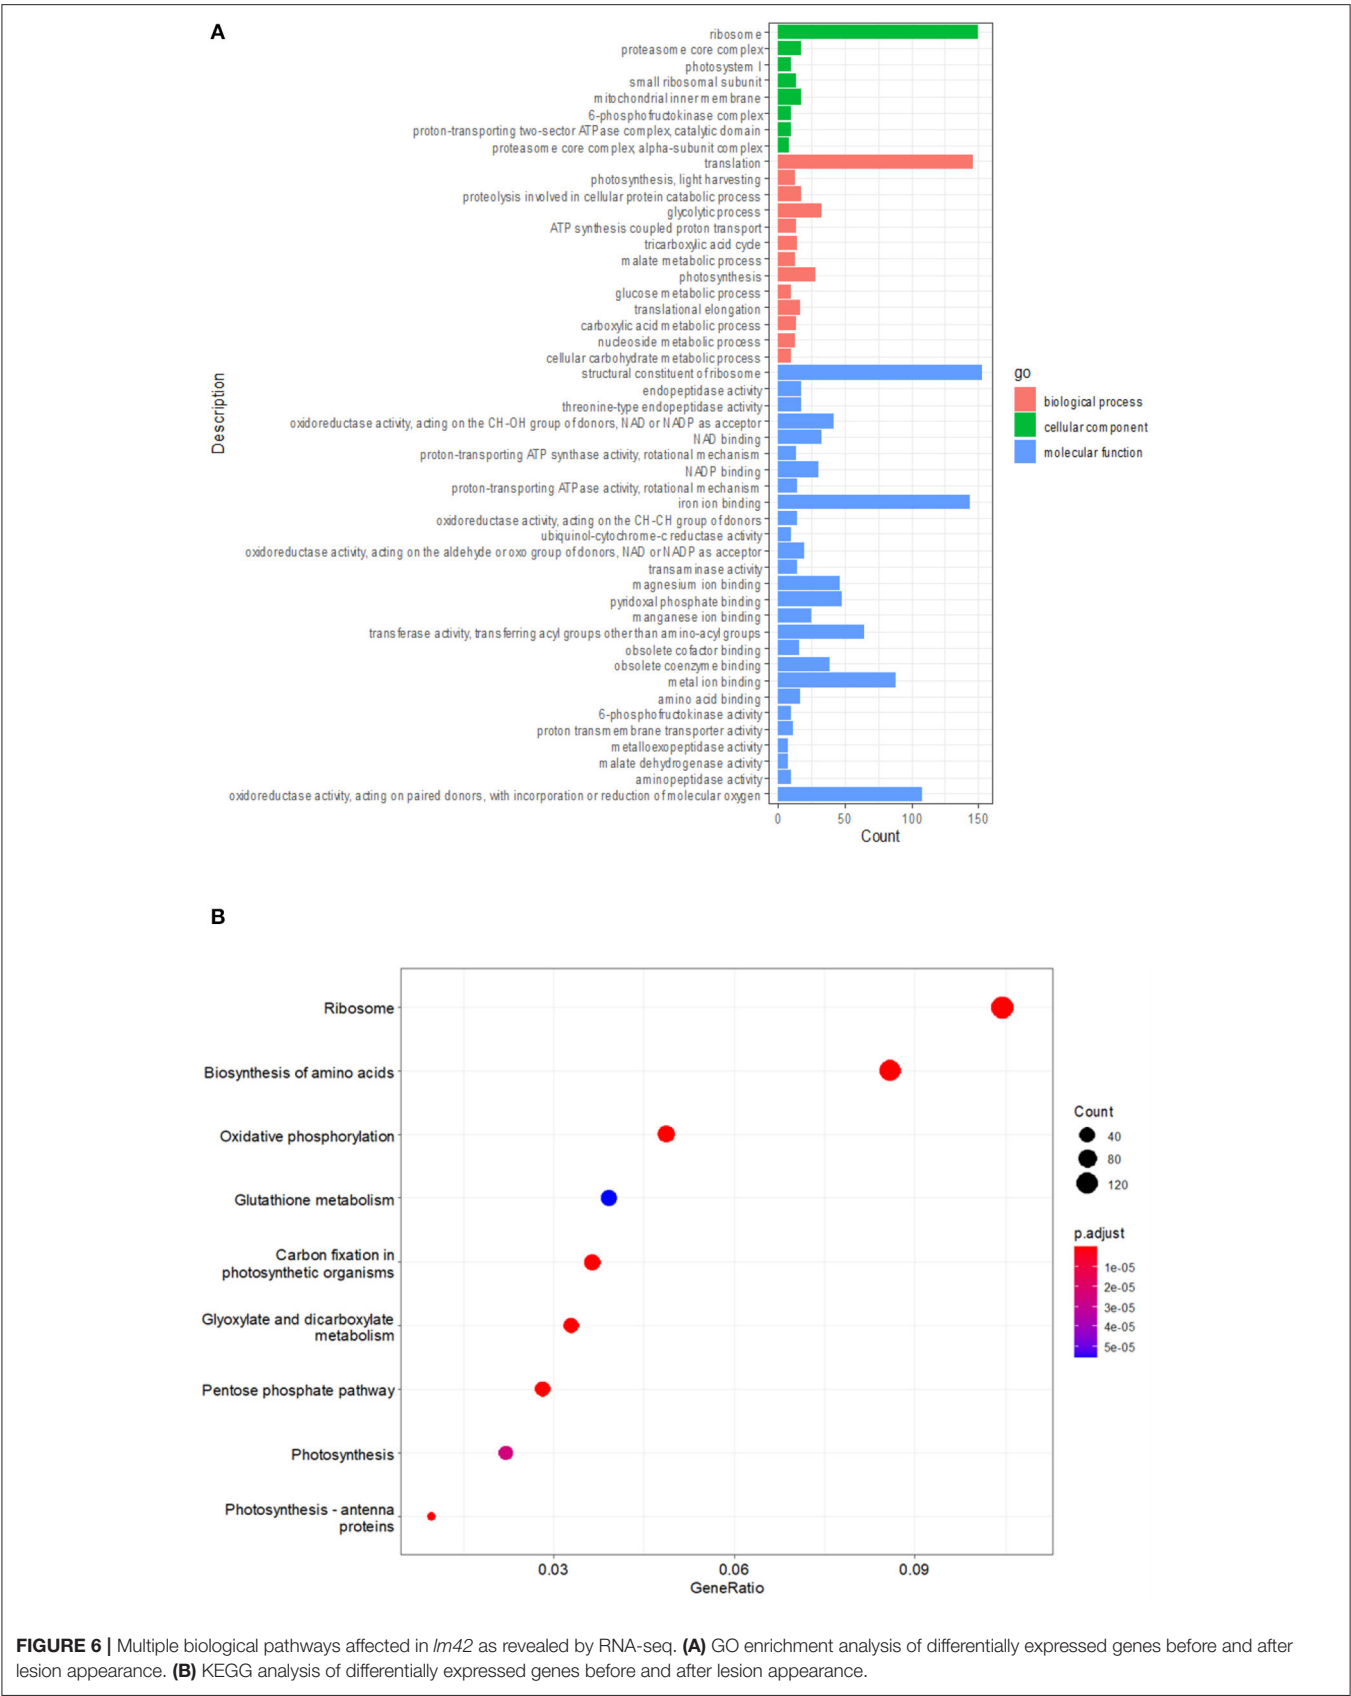 A
ribosome
proteasome core complex
photosystem I
small ribosomal subunit
mitochondrial inner membrane
6-phosphofructokinase complex
proton-transporting two-sector ATPase complex, catalytic domain
proteasome core complex, alpha-subunit complex
translation
photosynthesis, light harvesting
proteolysis involved in cellular protein catabolic process
glycolytic process
ATP synthesis coupled proton transport
tricarboxylic acid cycle
malate metabolic process
photosynthesis
glucose metabolic process
translational elongation
carboxylic acid metabolic process
nucleoside metabolic process
cellular carbohydrate metabolic process
structural constituent of ribosome
endopeptidase activity
threonine-type endopeptidase activity
oxidoreductase activity, acting on the CH-OH group of donors, NAD or NADP as acceptor
NAD binding
proton-transporting ATP synthase activity, rotational mechanism
NADP binding
proton-transporting ATPase activity, rotational mechanism
iron ion binding
oxidoreductase activity, acting on the CH-CH group of donors
ubiquinol-cytochrome-c reductase activity
oxidoreductase activity, acting on the aldehyde or oxo group of donors, NAD or NADP as acceptor
transaminase activity
magnesium ion binding
pyridoxal phosphate binding
manganese ion binding
transferase activity, transferring acyl groups other than amino-acyl groups
obsolete cofactor binding
obsolete coenzyme binding
metal ion binding
amino acid binding
6-phosphofructokinase activity
proton transmembrane transporter activity
metalloexopeptidase activity
malate dehydrogenase activity
aminopeptidase activity
oxidoreductase activity, acting on paired donors, with incorporation or reduction of molecular oxygen
Description
0 50 100 150
Count
go
biological process
cellular component
molecular function
B
Ribosome
Biosynthesis of amino acids
Oxidative phosphorylation
Glutathione metabolism
Carbon fixation in
photosynthetic organisms
Glyoxylate and dicarboxylate
metabolism
Pentose phosphate pathway
Photosynthesis
Photosynthesis - antenna
proteins
0.03 0.06 0.09
GeneRatio
Count
40
80
120
p.adjust
1e-05
2e-05
3e-05
4e-05
5e-05
FIGURE 6 | Multiple biological pathways affected in lm42 as revealed by RNA-seq. (A) GO enrichment analysis of differentially expressed genes before and after
lesion appearance. (B) KEGG analysis of differentially expressed genes before and after lesion appearance.